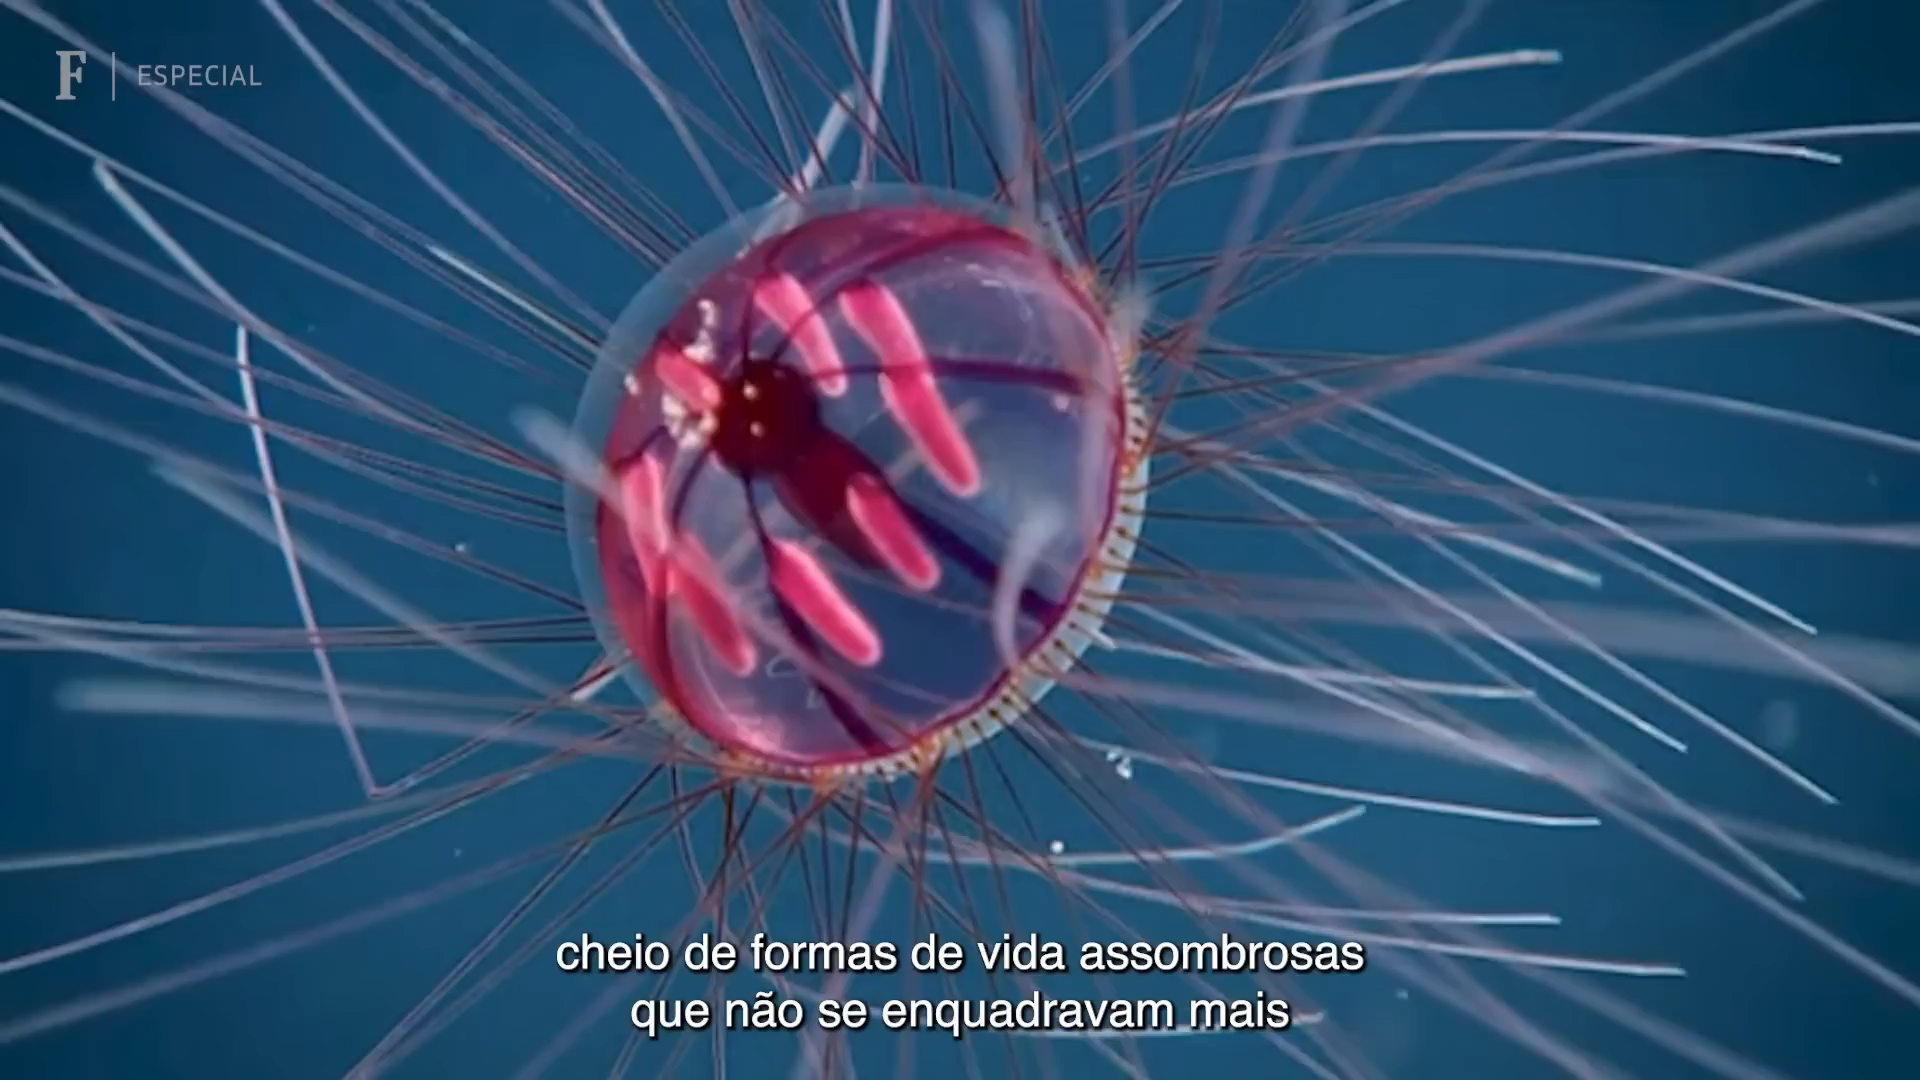 F | ESPECIAL
cheio de formas de vida assombrosas
que não se enquadravam mais